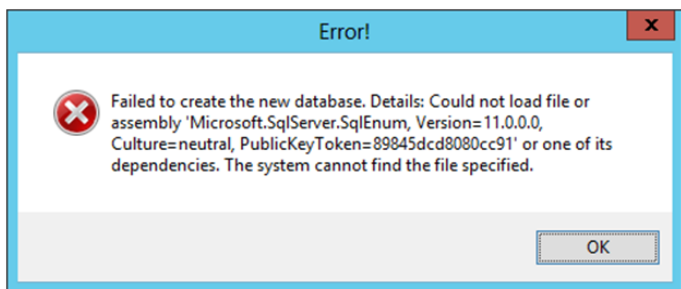 Error!
x
Failed to create the new database. Details: Could not load file or
assembly 'Microsoft.SqlServer.SqlEnum, Version=11.0.0.0,
Culture=neutral, PublicKeyToken=89845dcd8080cc91' or one of its
dependencies. The system cannot find the file specified.
OK